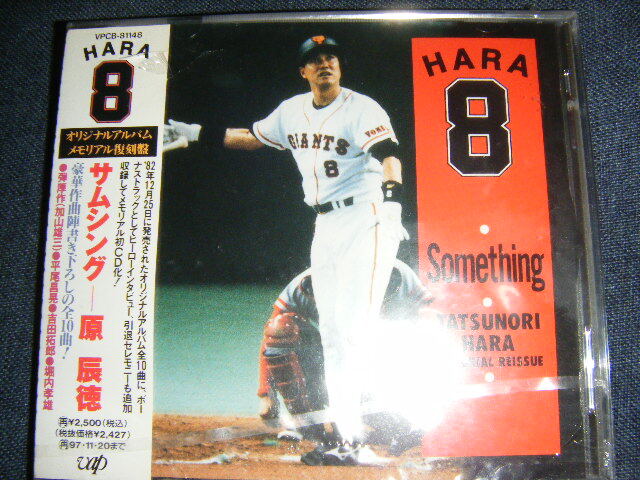 VPCB-81148
HARA
8
オリジナルアルバム
メモリアル復刻盤
'82年12月25日に発売されたオリジナルアルバム全10曲に、ボー
ナストラックとしてヒーローインタビュー、引退セレモニーも追加
収録してメモリアル初CD化!
サムシング―原 辰徳
豪華作曲陣書き下ろしの全10曲!
●弾厚作(加山雄三)●平尾昌晃●吉田拓郎●堀内孝雄
円¥2,500(税込)
(税抜価格¥2,427)
円97・11・20まで
vap
GIANTS
8
HARA
8
Something
TATSUNORI
HARA
REISSUE